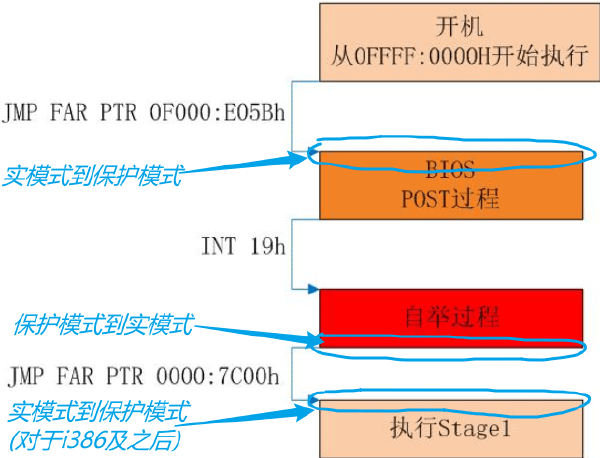 开机
从0FFFF:0000H开始执行
JMP FAR PTR 0F000:E05Bh
实模式到保护模式
BIOS
POST过程
INT 19h
保护模式到实模式
自举过程
JMP FAR PTR 0000:7C00h
实模式到保护模式
(对于i386及之后)
执行Stage1